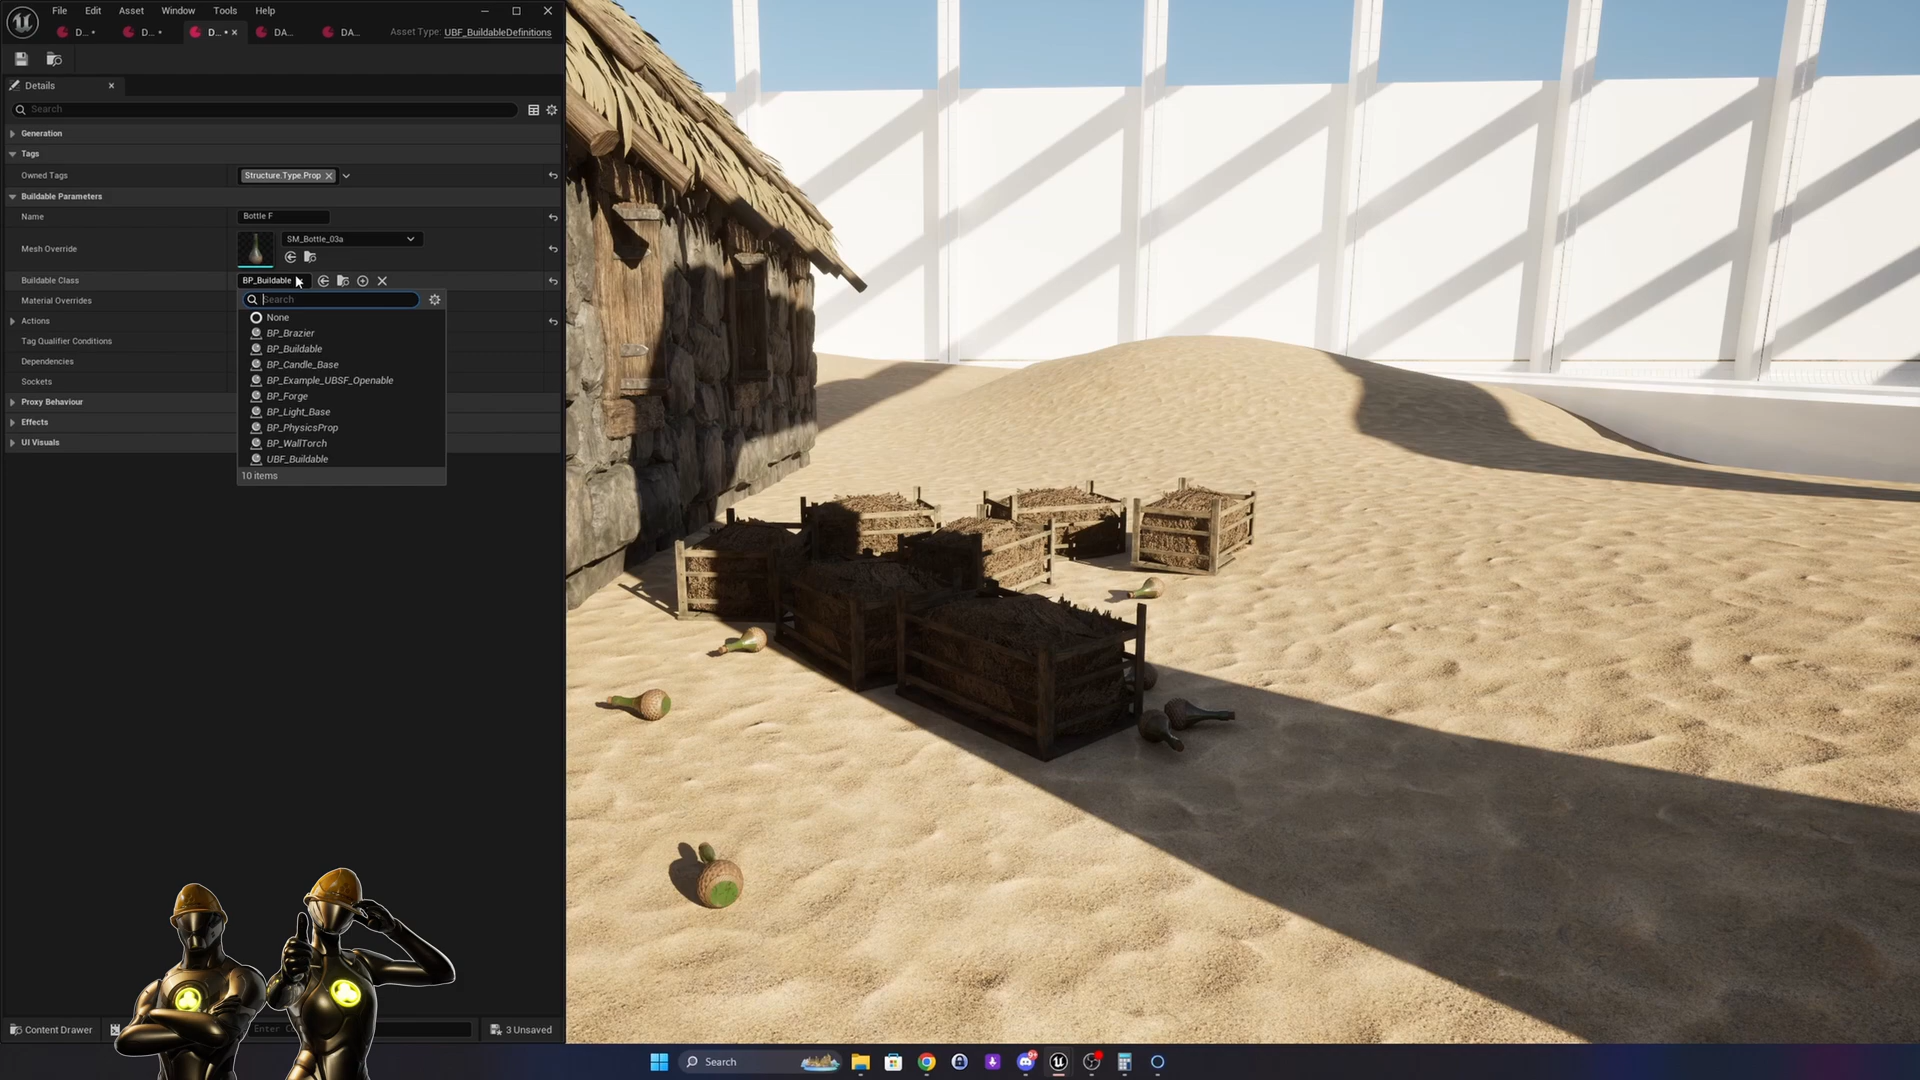 File Edit Asset Window Tools Help
D... • D... • D... • DA... DA... Asset Type: UBF_BuildableDefinitions
Details
Search
Generation
Tags
Owned Tags Structure.Type.Prop
Buildable Parameters
Name Bottle F
Mesh Override SM_Bottle_03a
Buildable Class BP_Buildable
Search
Material Overrides
None
Actions
BP_Brazier
Tag Qualifier Conditions
BP_Buildable
Dependencies
BP_Candle_Base
Sockets
BP_Example_UBSF_Openable
Proxy Behaviour
BP_Forge
BP_Light_Base
Effects
BP_PhysicsProp
UI Visuals
BP_WallTorch
UBF_Buildable
10 items
Content Drawer Enter 3 Unsaved
Search